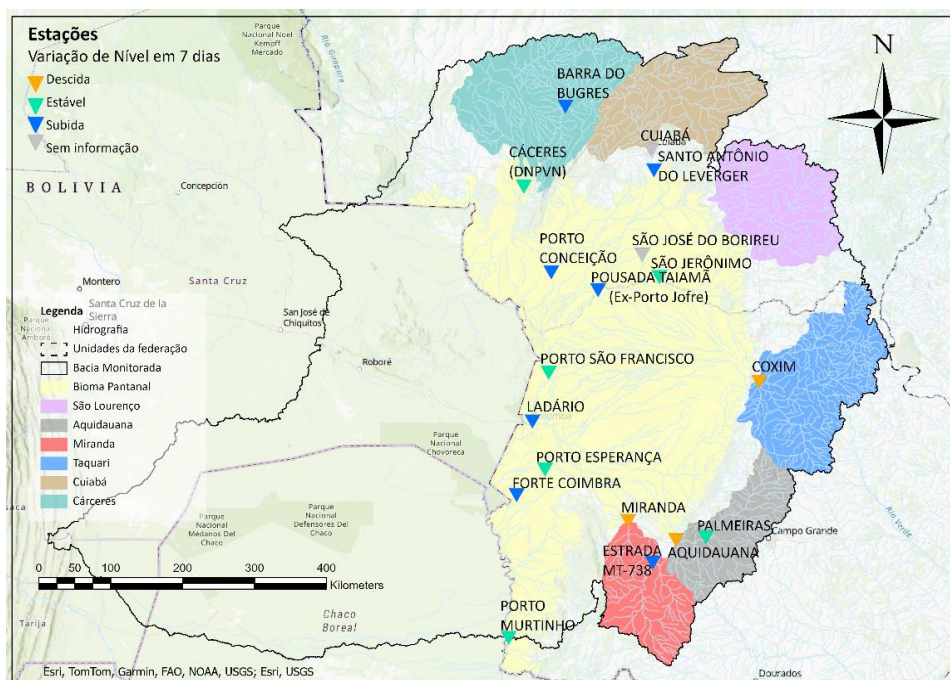 Estações
Variação de Nível em 7 dias
Descida
Estável
Subida
Sem informação
Parque
Nacional Noel
Kempff
Mercado
Rio Guapore
N
BARRA DO
BUGRES
CUIABÁ
SANTO ANTÔNIO
DO LEVERGER
CÁCERES
(DNPVN)
BOLIVIA
Concepción
SÃO JOSÉ DO BORIREU
PORTO
CONCEIÇÃO
SÃO JERÔNIMO
POUSADA TAIAMÃ
(Ex-Porto Jofre)
Montero
Santa Cruz
Santa Cruz de la
Sierra
San José de
Chiquitos
Roboré
Legenda
Hidrografia
Unidades da federação
Bacia Monitorada
Bioma Pantanal
São Lourenço
Aquidauana
Miranda
Taquari
Cuiabá
Cárceres
PORTO SÃO FRANCISCO
COXIM
LADÁRIO
Parque
Nacional
Chovoreca
PORTO ESPERANÇA
FORTE COIMBRA
Parque
Nacional
Médanos Del
Chaco
Parque
Nacional
Defensores Del
Chaco
MIRANDA
PALMEIRAS
Campo Grande
Rio Verde
AQUIDAUANA
ESTRADA
MT-738
0 50 100 200 300 400
Kilometers
Chaco
Boreal
PORTO
MURTINHO
Tarija
Dourados
Esri, TomTom, Garmin, FAO, NOAA, USGS; Esri, USGS